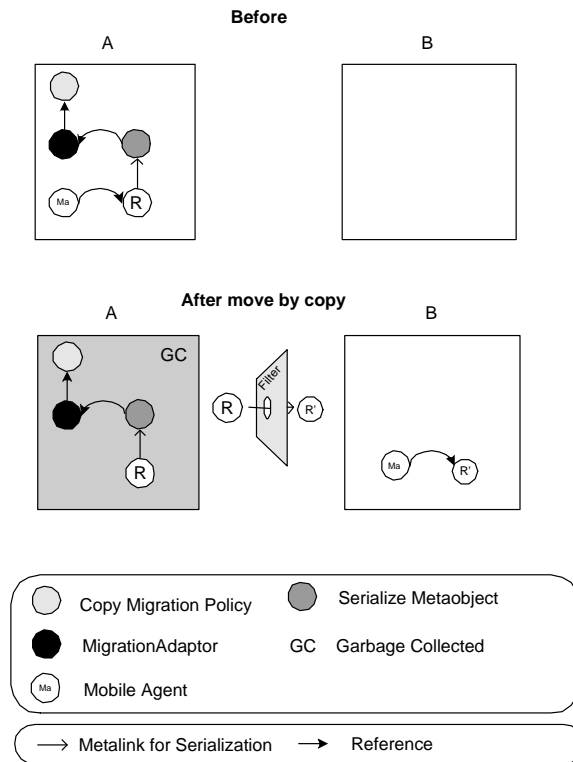 Before
A B
Ma R
After move by copy
A B
GC
Filter
R R'
R
Ma R'
Copy Migration Policy Serialize Metaobject
MigrationAdaptor GC Garbage Collected
Ma Mobile Agent
Metalink for Serialization Reference